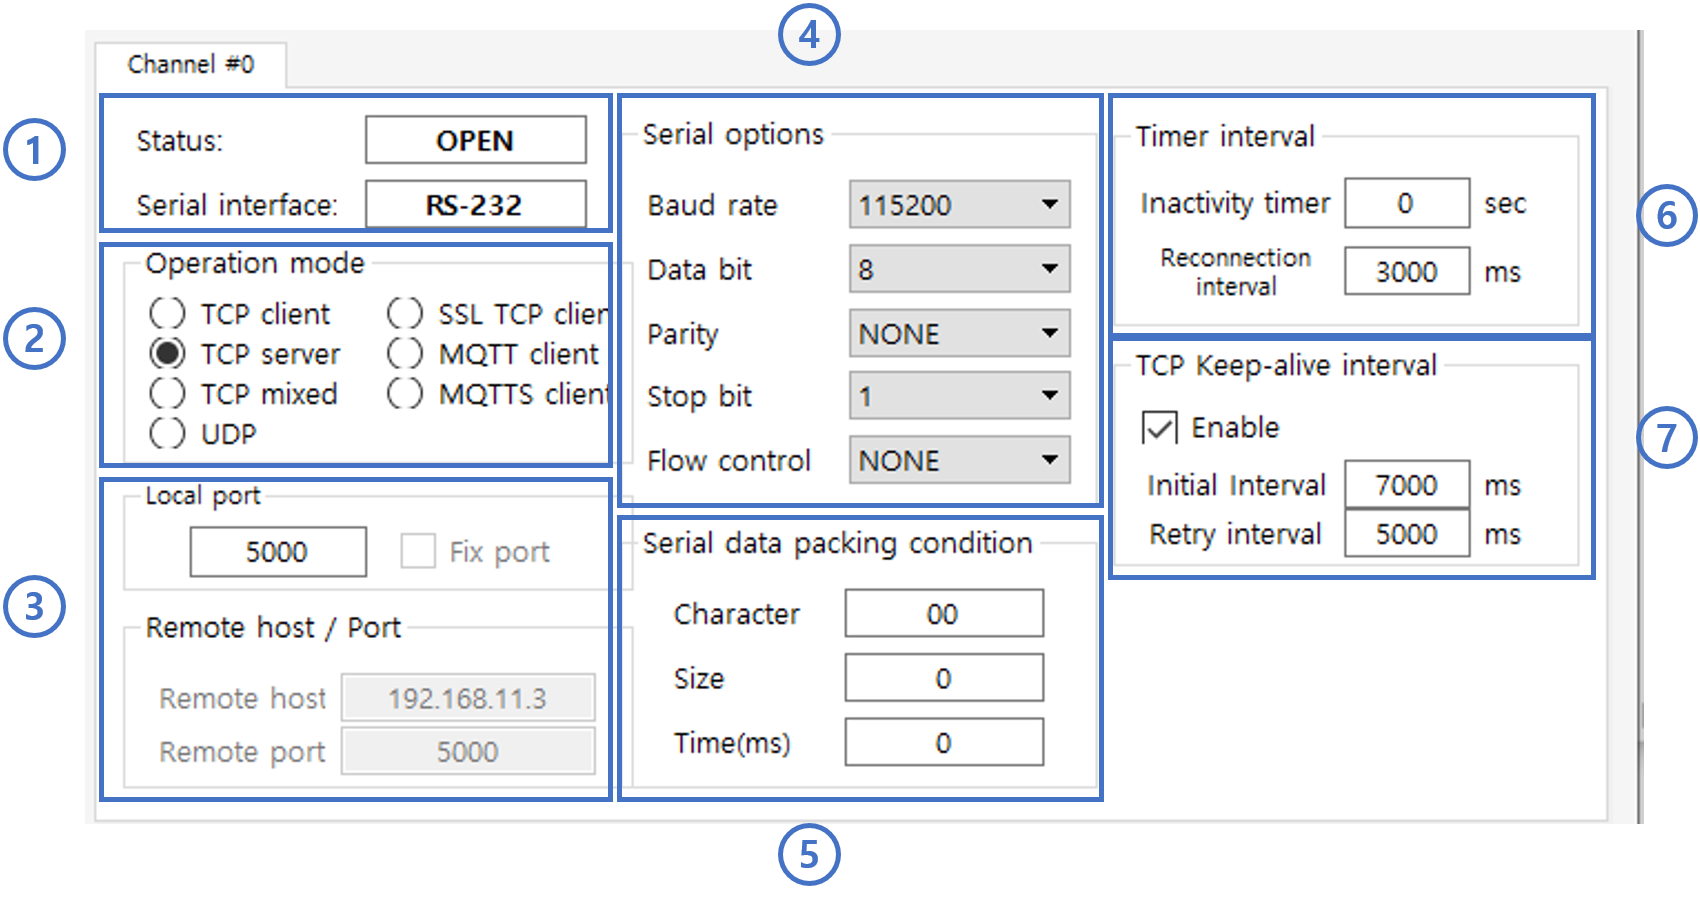 4
Channel #0
1
Status: OPEN
Serial interface: RS-232
2
Operation mode
TCP client SSL TCP clien
TCP server MQTT client
TCP mixed MQTTS client
UDP
3
Local port
5000 Fix port
Remote host / Port
Remote host 192.168.11.3
Remote port 5000
Serial options
Baud rate 115200
Data bit 8
Parity NONE
Stop bit 1
Flow control NONE
Serial data packing condition
Character 00
Size 0
Time(ms) 0
5
Timer interval
Inactivity timer 0 sec
Reconnection
interval 3000 ms
6
TCP Keep-alive interval
Enable
Initial Interval 7000 ms
Retry interval 5000 ms
7